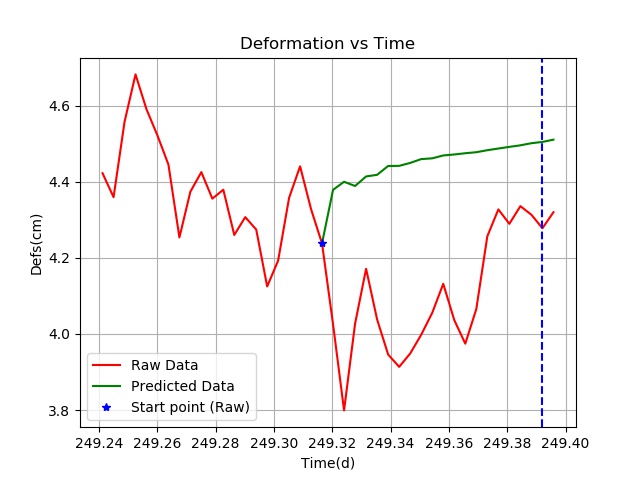 Deformation vs Time
Defs(cm)
4.6
4.4
4.2
4.0
3.8
Raw Data
Predicted Data
Start point (Raw)
249.24 249.26 249.28 249.30 249.32 249.34 249.36 249.38 249.40
Time(d)